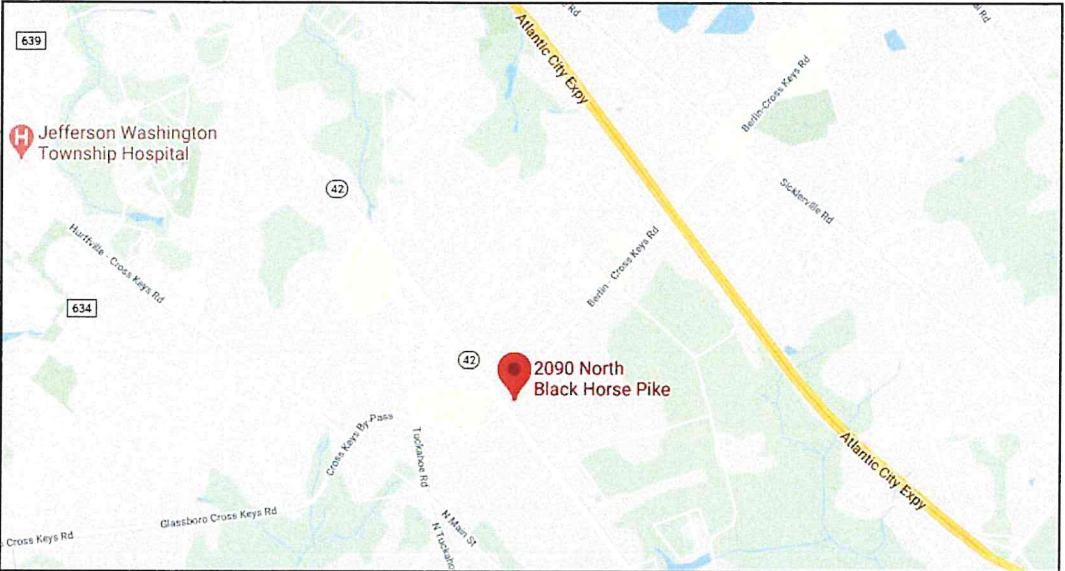 Rd
639
Atlantic City Expy
Berlin-Cross Keys Rd
Jefferson Washington
Township Hospital
42
Sicklerville Rd
Hurffville - Cross Keys Rd
Berlin - Cross Keys Rd
634
42
2090 North
Black Horse Pike
Cross Keys By-Pass
Tuckahoe Rd
Atlantic City Expy
Glassboro Cross Keys Rd
N Main St
Cross Keys Rd